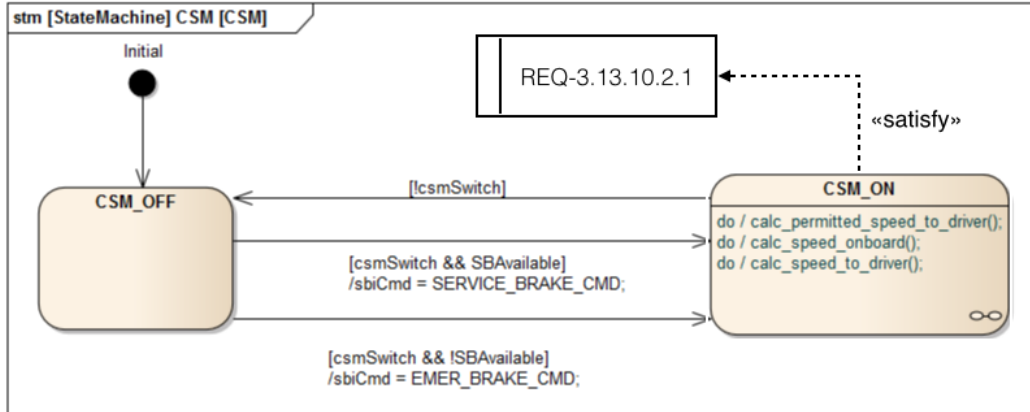 stm [StateMachine] CSM [CSM]
Initial
REQ-3.13.10.2.1
«satisfy»
CSM_OFF
[!csmSwitch]
CSM_ON
do / calc_permitted_speed_to_driver();
do / calc_speed_onboard();
do / calc_speed_to_driver();
[csmSwitch && SBAvailable]
/sbiCmd = SERVICE_BRAKE_CMD;
[csmSwitch && !SBAvailable]
/sbiCmd = EMER_BRAKE_CMD;